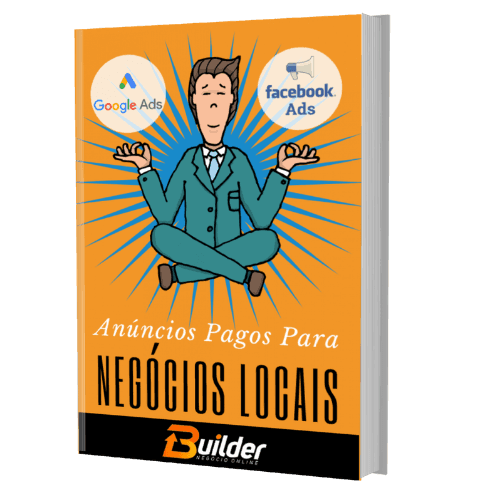 Google Ads
facebook
Ads
Anúncios Pagos Para
NEGÓCIOS LOCAIS
Builder
NEGÓCIO ONLINE